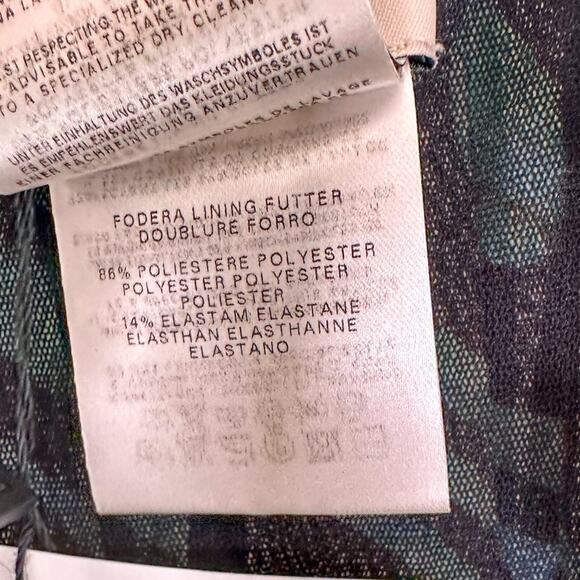 ST RESPECTING THE
ADVISABLE TO TAKE TH
TO A SPECIALIZED DRY CLEAN
UNTER EINHALTUNG DES WASCHSYMBOLES IST
ES EMPFEHLENSWERT DAS KLEIDUNGSSTÜCK
EINER FACHREINIGUNG ANZUVERTRAUEN
FODERA LINING FUTTER
DOUBLURE FORRO
86% POLIESTERE POLYESTER
POLYESTER POLYESTER
POLIESTER
14% ELASTAM ELASTANE
ELASTHAN ELASTHANNE
ELASTANO